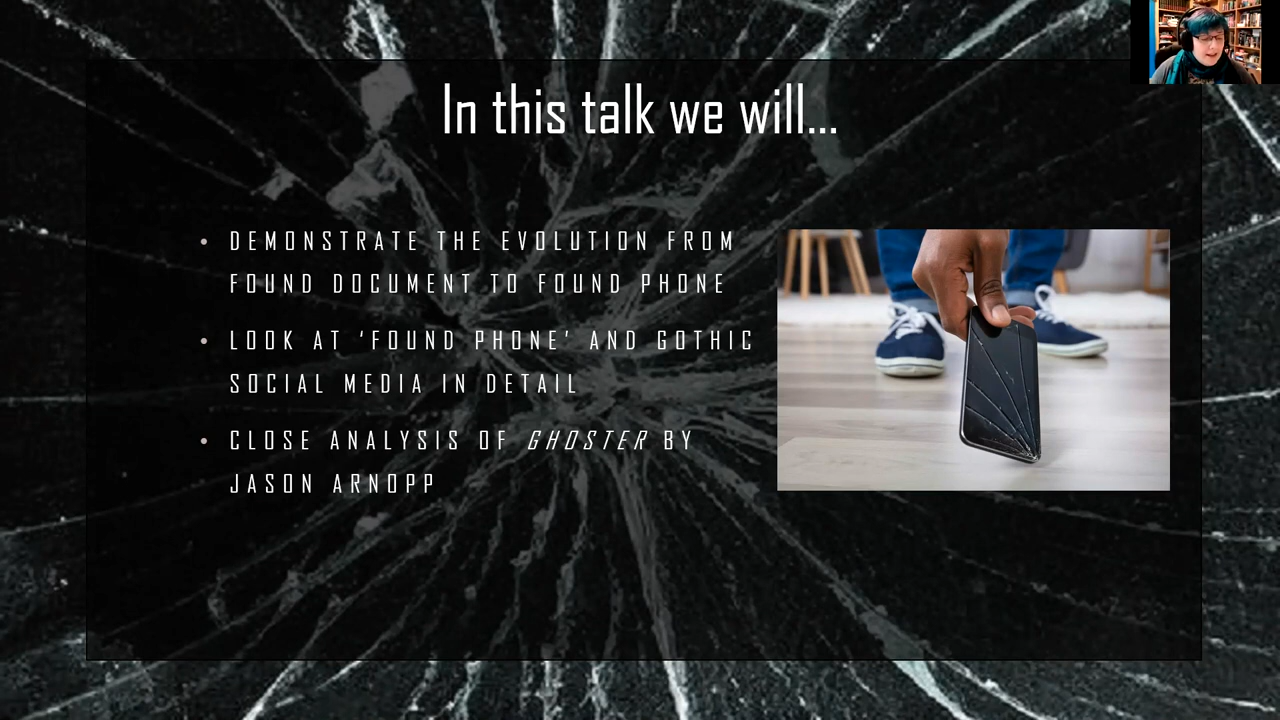 In this talk we will...
• DEMONSTRATE THE EVOLUTION FROM
FOUND DOCUMENT TO FOUND PHONE
• LOOK AT ‘FOUND PHONE’ AND GOTHIC
SOCIAL MEDIA IN DETAIL
• CLOSE ANALYSIS OF GHOSTER BY
JASON ARNOPP